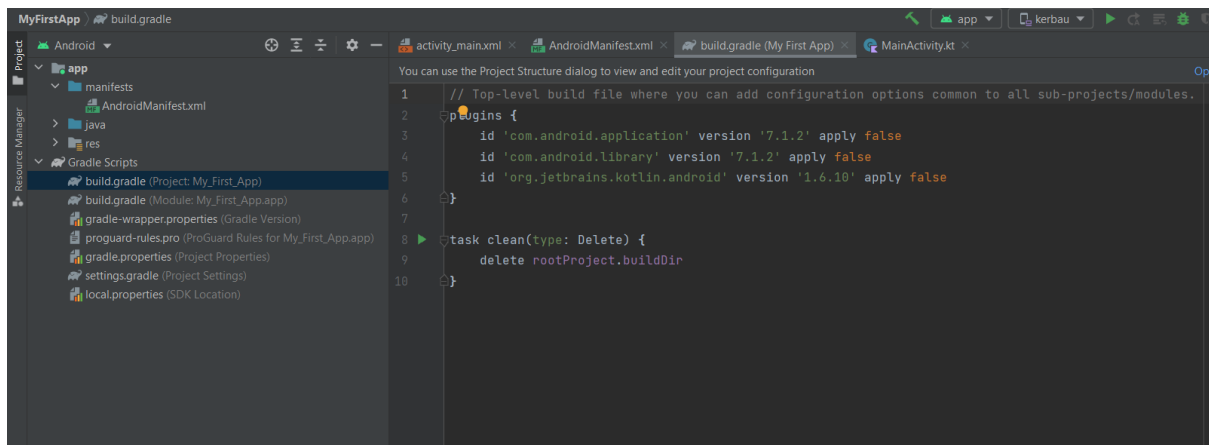 MyFirstApp build.gradle
app
kerbau
Project
Android
activity_main.xml
AndroidManifest.xml
build.gradle (My First App)
MainActivity.kt
app
manifests
AndroidManifest.xml
java
res
Gradle Scripts
build.gradle (Project: My_First_App)
build.gradle (Module: My_First_App.app)
gradle-wrapper.properties (Gradle Version)
proguard-rules.pro (ProGuard Rules for My_First_App.app)
gradle.properties (Project Properties)
settings.gradle (Project Settings)
local.properties (SDK Location)
Resource Manager
You can use the Project Structure dialog to view and edit your project configuration
Op
1 // Top-level build file where you can add configuration options common to all sub-projects/modules.
2 plugins {
3 id 'com.android.application' version '7.1.2' apply false
4 id 'com.android.library' version '7.1.2' apply false
5 id 'org.jetbrains.kotlin.android' version '1.6.10' apply false
6 }
7
8 task clean(type: Delete) {
9 delete rootProject.buildDir
10 }